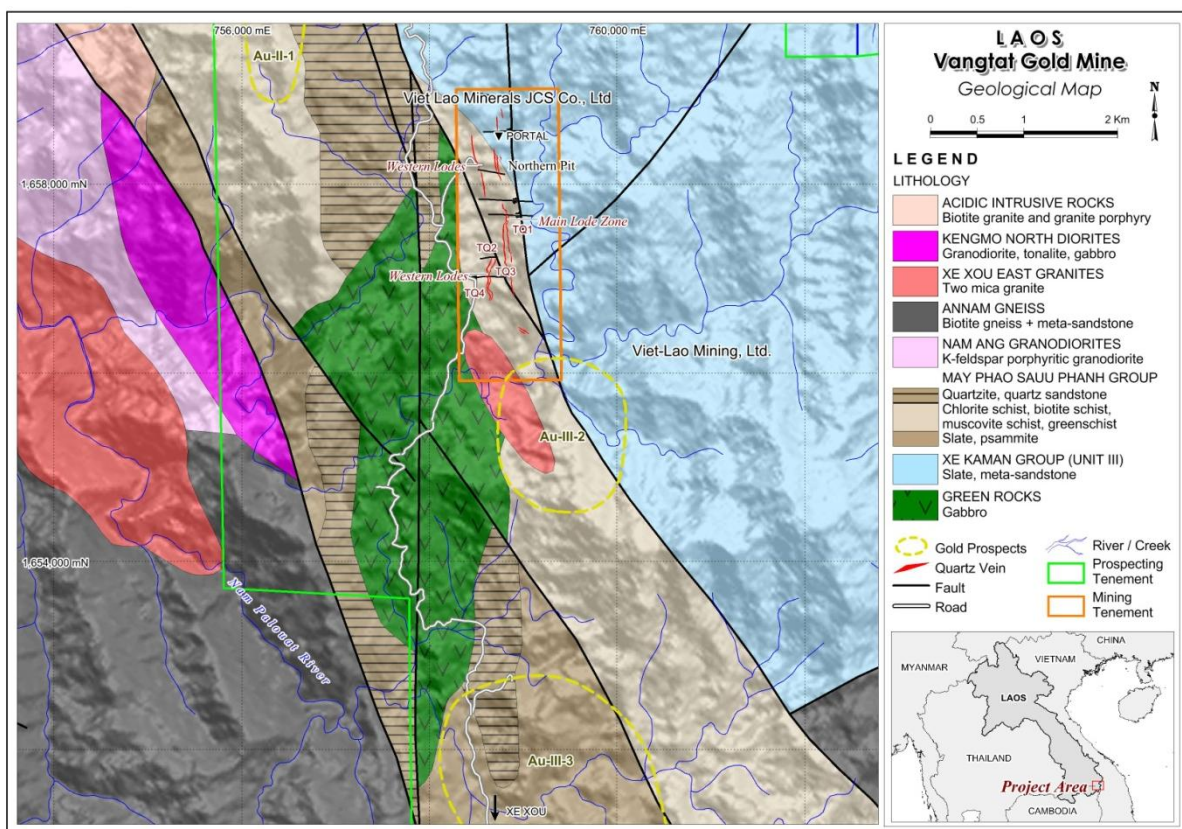 756,000 mE
760,000 mE
Au-II-1
Viet Lao Minerals JCS Co., Ltd
PORTAL
Western Lodes
Northern Pit
1,658,000 mN
Main Lode Zone
TQ1
TQ2
TQ3
Western Lodes
TQ4
Viet-Lao Mining, Ltd.
Au-III-2
1,654,000 mN
Nam Palouat River
Au-III-3
XE XOU
LAOS
Vangtat Gold Mine
Geological Map
N
0 0.5 1 2 Km
LEGEND
LITHOLOGY
ACIDIC INTRUSIVE ROCKS
Biotite granite and granite porphyry
KENGMO NORTH DIORITES
Granodiorite, tonalite, gabbro
XE XOU EAST GRANITES
Two mica granite
ANNAM GNEISS
Biotite gneiss + meta-sandstone
NAM ANG GRANODIORITES
K-feldspar porphyritic granodiorite
MAY PHAO SAUU PHANH GROUP
Quartzite, quartz sandstone
Chlorite schist, biotite schist,
muscovite schist, greenschist
Slate, psammite
XE KAMAN GROUP (UNIT III)
Slate, meta-sandstone
GREEN ROCKS
Gabbro
Gold Prospects
Quartz Vein
Fault
Road
River / Creek
Prospecting
Tenement
Mining
Tenement
CHINA
MYANMAR
VIETNAM
LAOS
THAILAND
Project Area
CAMBODIA